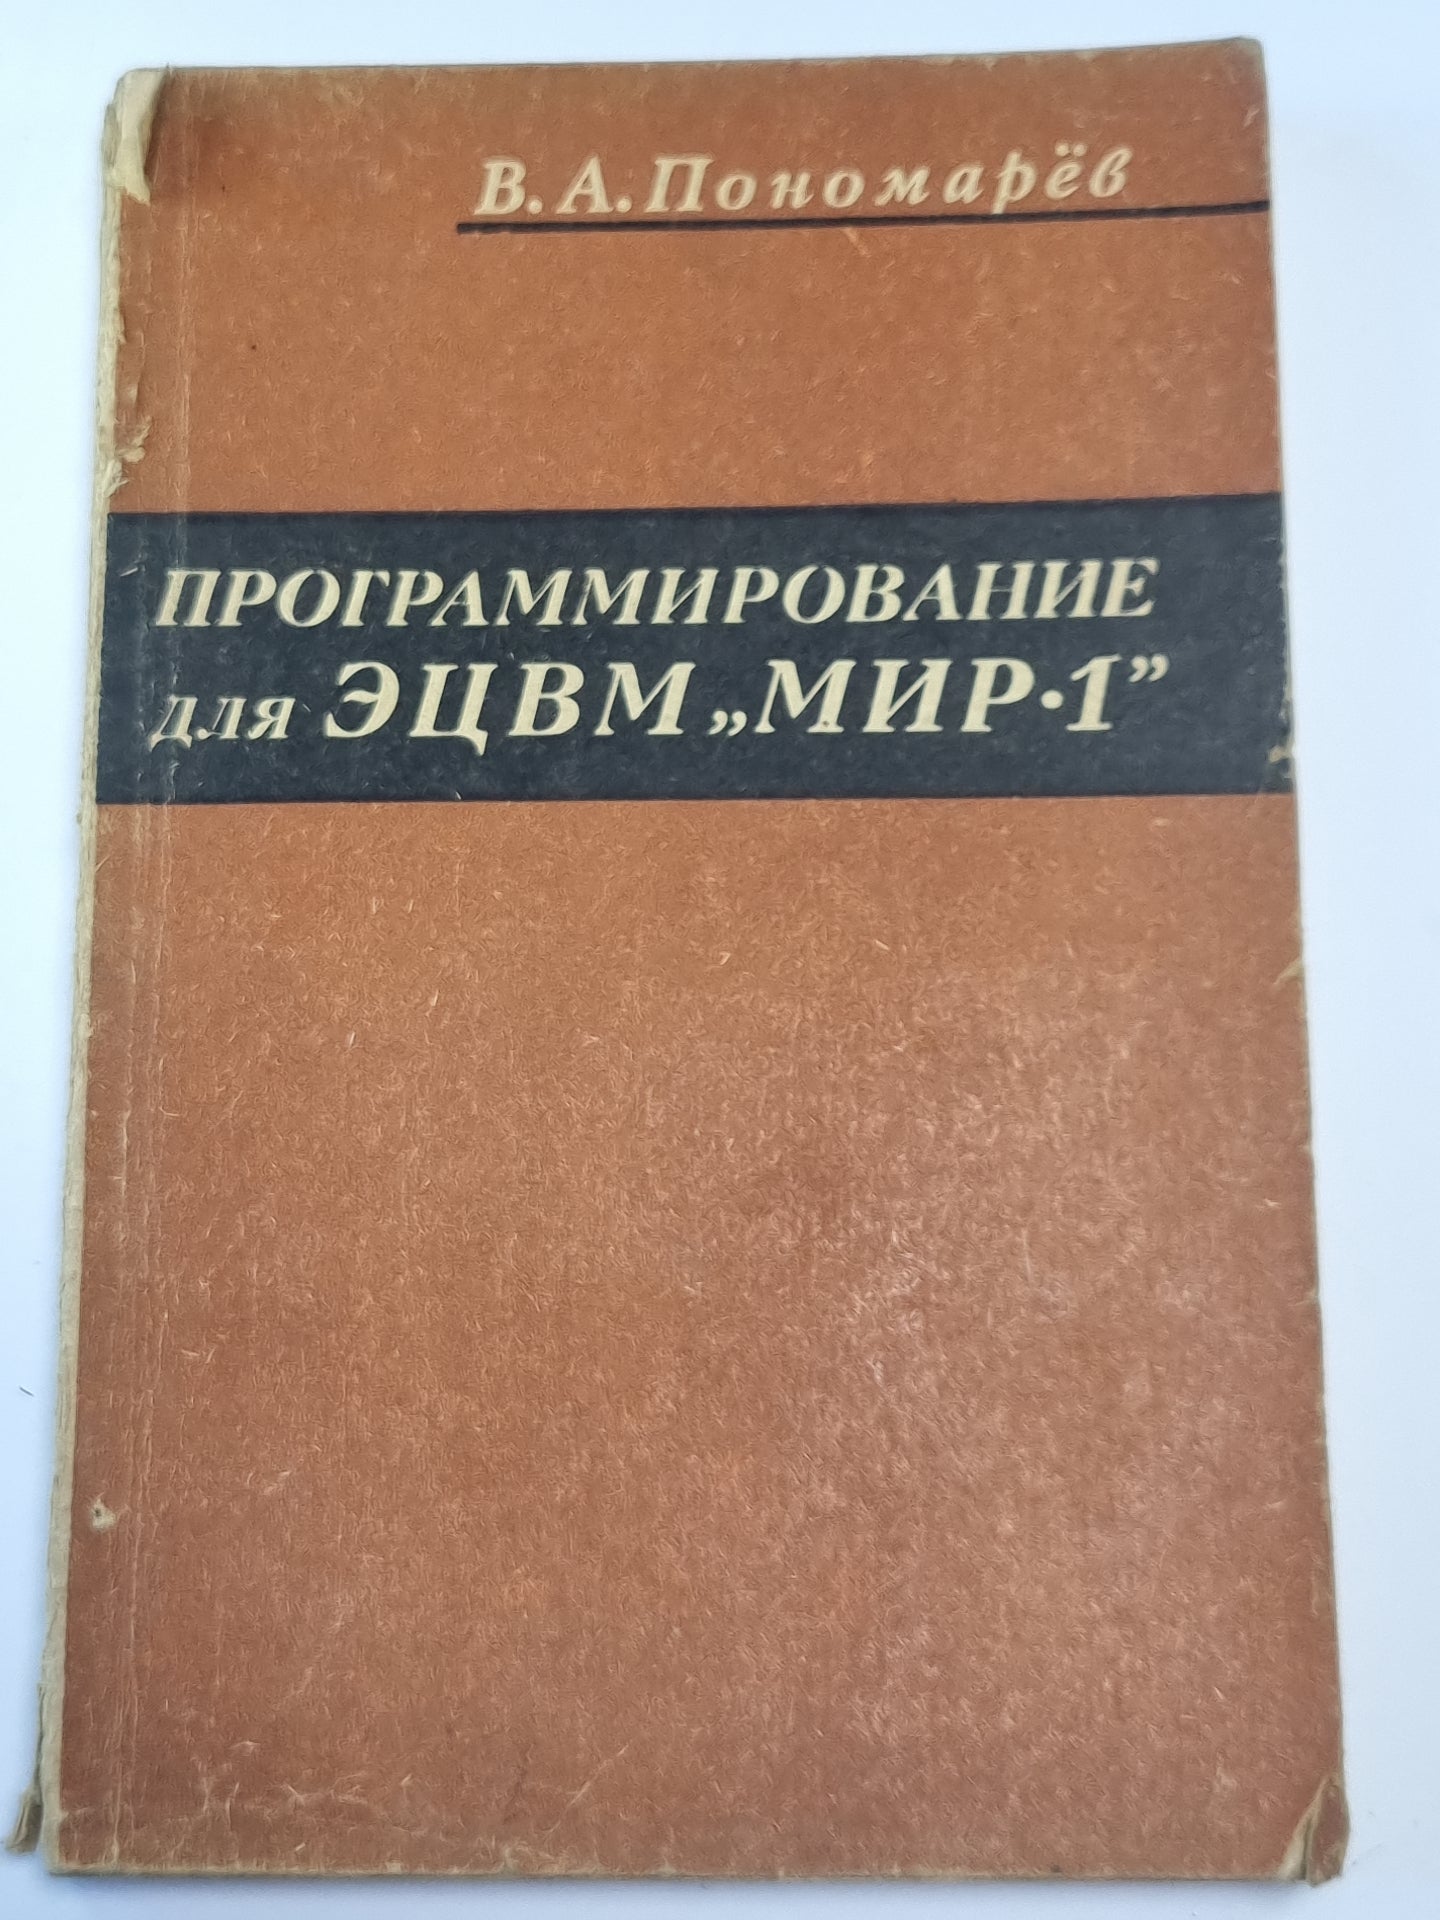 В. А. Пономарёв
ПРОГРАММИРОВАНИЕ
для ЭЦВМ „МИР·1”